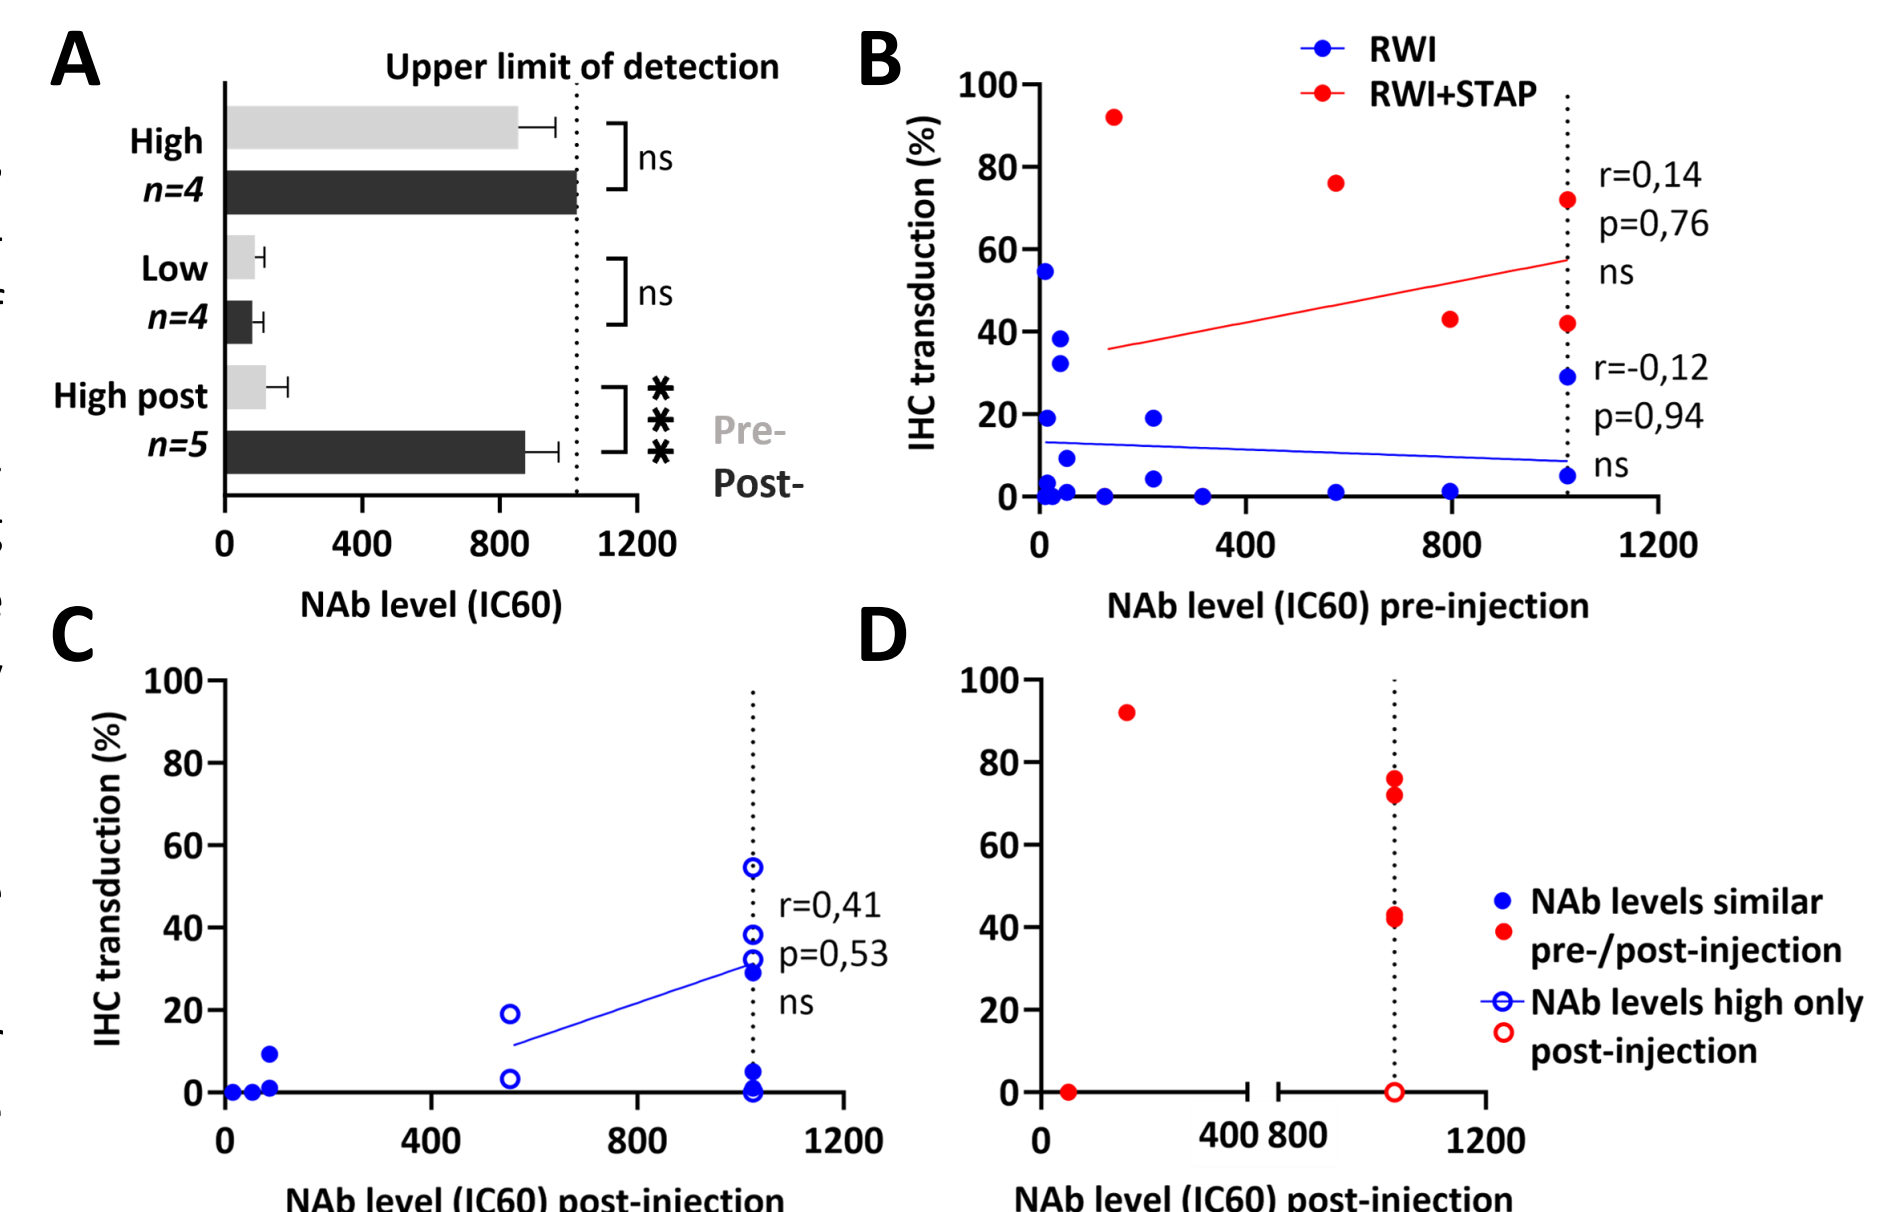 A
Upper limit of detection
High
n=4
ns
Low
n=4
ns
High post
n=5
***
Pre-
Post-
0 400 800 1200
NAb level (IC60)
B
RWI
RWI+STAP
IHC transduction (%)
100
80
60
40
20
0
r=0,14
p=0,76
ns
r=-0,12
p=0,94
ns
0 400 800 1200
NAb level (IC60) pre-injection
C
IHC transduction (%)
100
80
60
40
20
0
r=0,41
p=0,53
ns
0 400 800 1200
NAb level (IC60) post-injection
D
100
80
60
40
20
0
0 400 800 1200
NAb level (IC60) post-injection
NAb levels similar
pre-/post-injection
NAb levels high only
post-injection